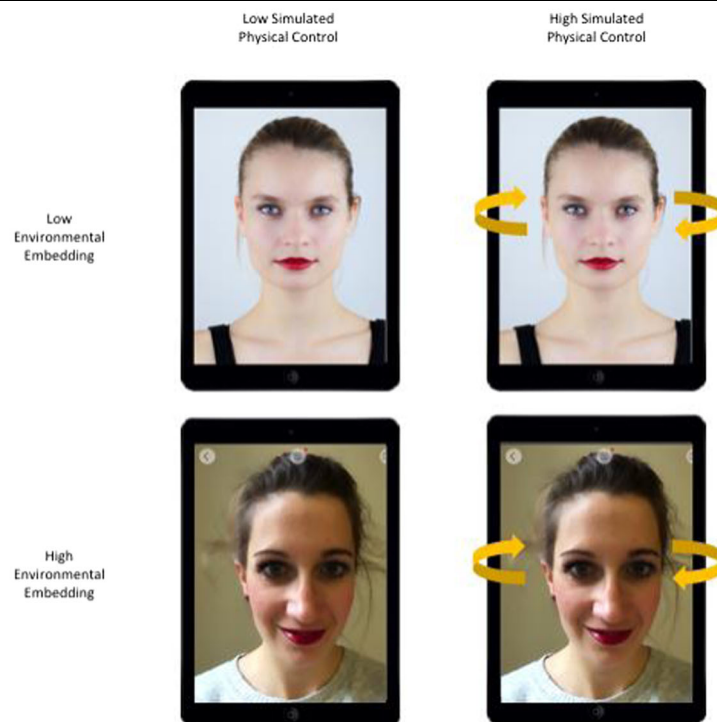 Low Simulated
Physical Control
High Simulated
Physical Control
Low
Environmental
Embedding
High
Environmental
Embedding